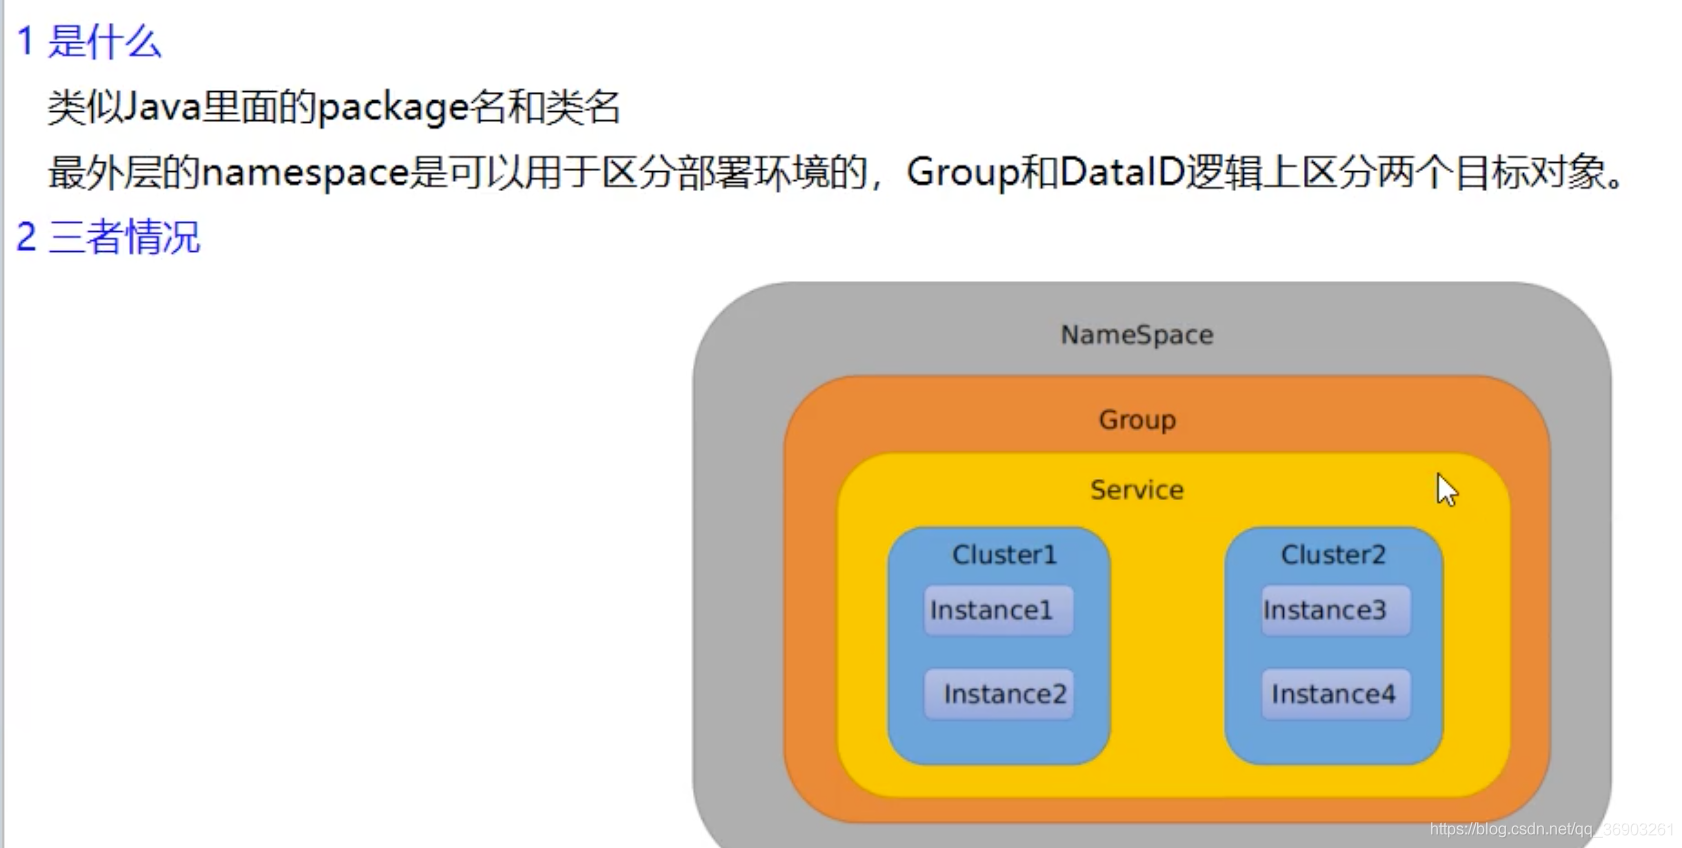 1 是什么
类似Java里面的package名和类名
最外层的namespace是可以用于区分部署环境的，Group和DataID逻辑上区分两个目标对象。
2 三者情况
NameSpace
Group
Service
Cluster1
Cluster2
Instance1
Instance3
Instance2
Instance4
https://blog.csdn.net/qq_36903261